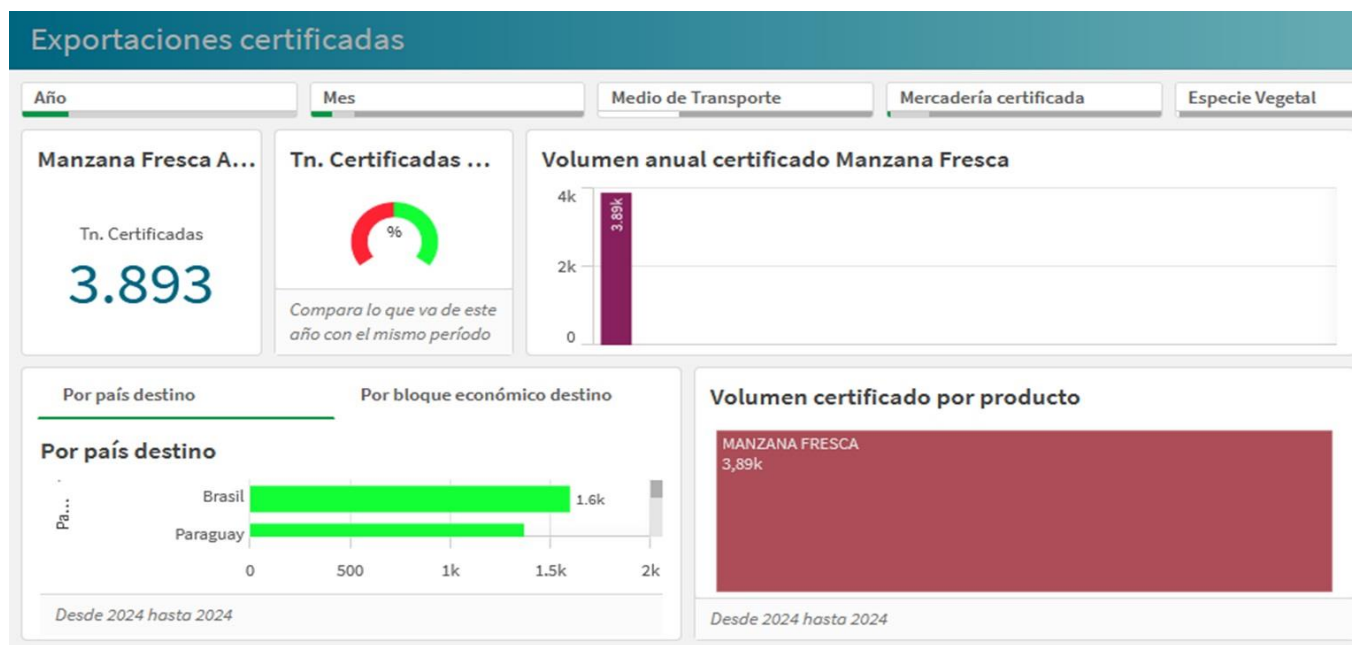 Exportaciones certificadas
Año
Mes
Medio de Transporte
Mercadería certificada
Especie Vegetal
Manzana Fresca A...
Tn. Certificadas
3.893
Tn. Certificadas ...
%
Compara lo que va de este
año con el mismo período
Volumen anual certificado Manzana Fresca
4k
2k
0
3.89k
Por país destino
Por bloque económico destino
Por país destino
Pa...
Brasil
1.6k
Paraguay
0
500
1k
1.5k
2k
Desde 2024 hasta 2024
Volumen certificado por producto
MANZANA FRESCA
3,89k
Desde 2024 hasta 2024